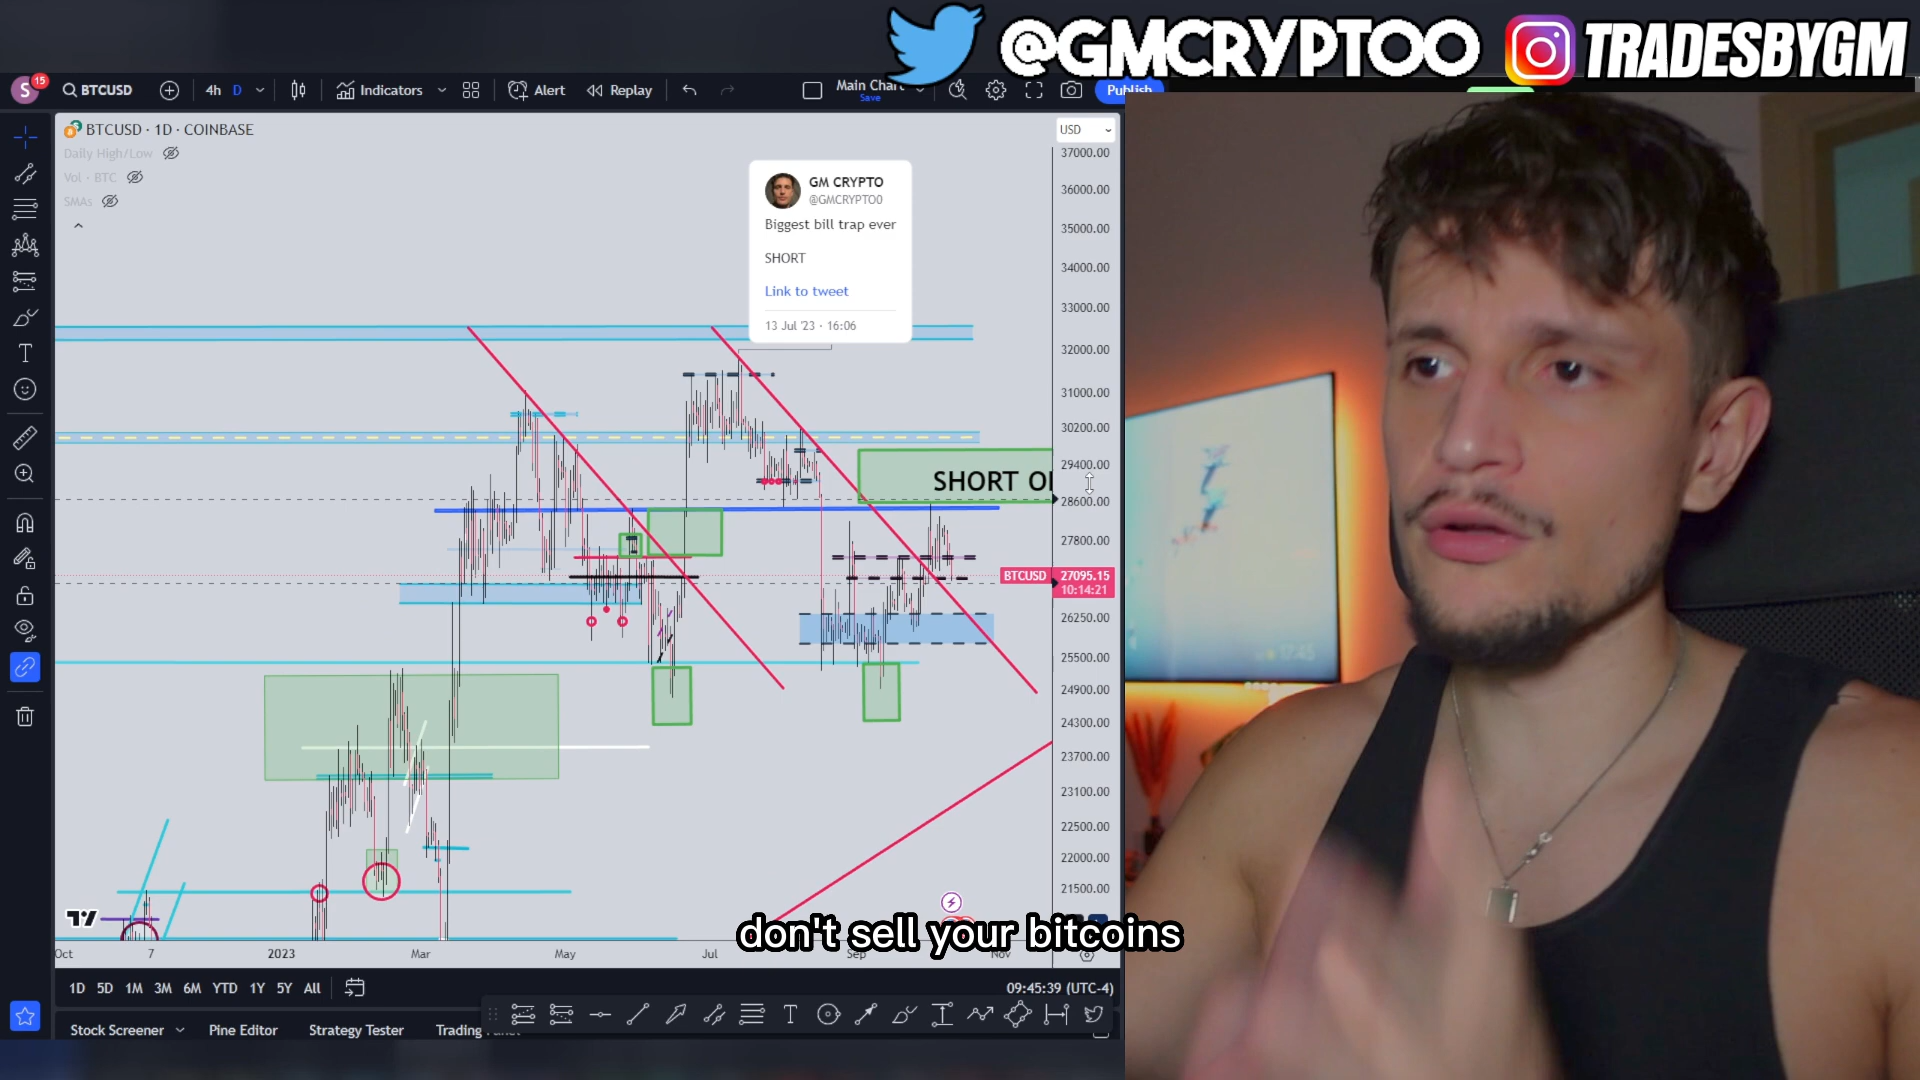 @GMCRYPTOO TRADESBYGM
S 15 BTCUSD 4h D Indicators Alert Replay Main Chart Save Publish
BTCUSD · 1D · COINBASE
Daily High/Low
Vol · BTC
SMAs
USD
GM CRYPTO
@GMCRYPTO0
Biggest bill trap ever
SHORT
Link to tweet
13 Jul '23 · 16:06
37000.00
36000.00
35000.00
34000.00
33000.00
32000.00
31000.00
30200.00
29400.00
SHORT
28600.00
27800.00
BTCUSD 27095.15
10:14:21
26250.00
25500.00
24900.00
24300.00
23700.00
23100.00
22500.00
22000.00
21500.00
17:45
don't sell your bitcoins
Oct 7 2023 Mar May Jul Sep Nov
1D 5D 1M 3M 6M YTD 1Y 5Y All
09:45:39 (UTC-4)
Stock Screener Pine Editor Strategy Tester Trading